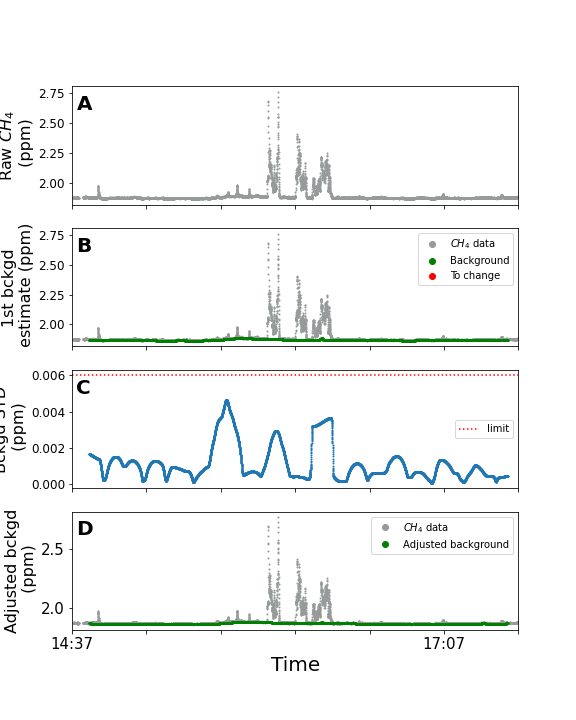 A
Raw CH4
(ppm)
2.75
2.50
2.25
2.00
B
1st bckgd
estimate (ppm)
2.75
2.50
2.25
2.00
CH4 data
Background
To change
C
Bckgd STD
(ppm)
0.006
0.004
0.002
0.000
limit
D
Adjusted bckgd
(ppm)
2.5
2.0
CH4 data
Adjusted background
14:37
17:07
Time